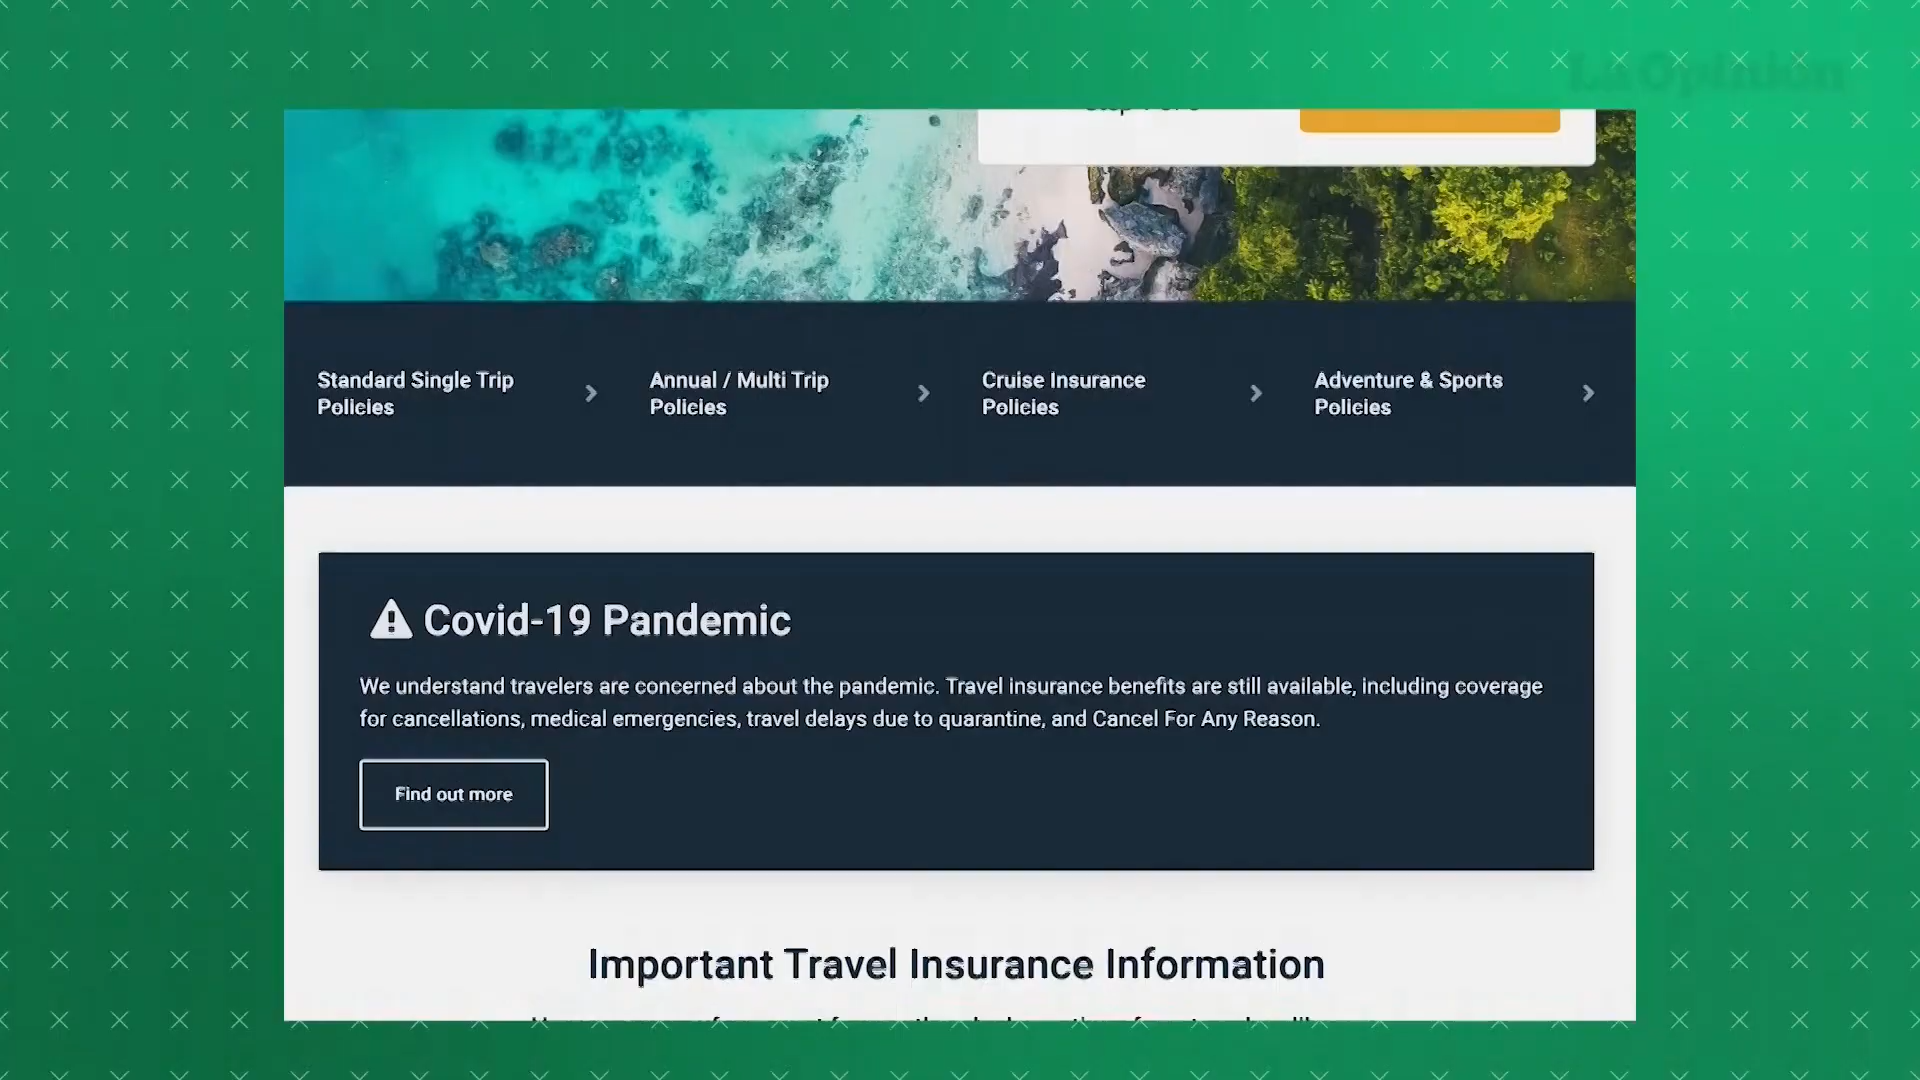 La Opinión
Standard Single Trip
Policies
Annual / Multi Trip
Policies
Cruise Insurance
Policies
Adventure & Sports
Policies
Covid-19 Pandemic
We understand travelers are concerned about the pandemic. Travel insurance benefits are still available, including coverage
for cancellations, medical emergencies, travel delays due to quarantine, and Cancel For Any Reason.
Find out more
Important Travel Insurance Information